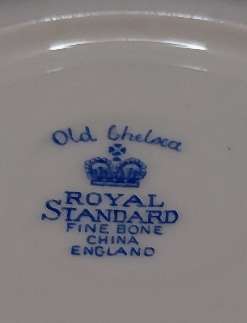 Old Chelsea
ROYAL
STANDARD
FINE BONE
CHINA
ENGLAND